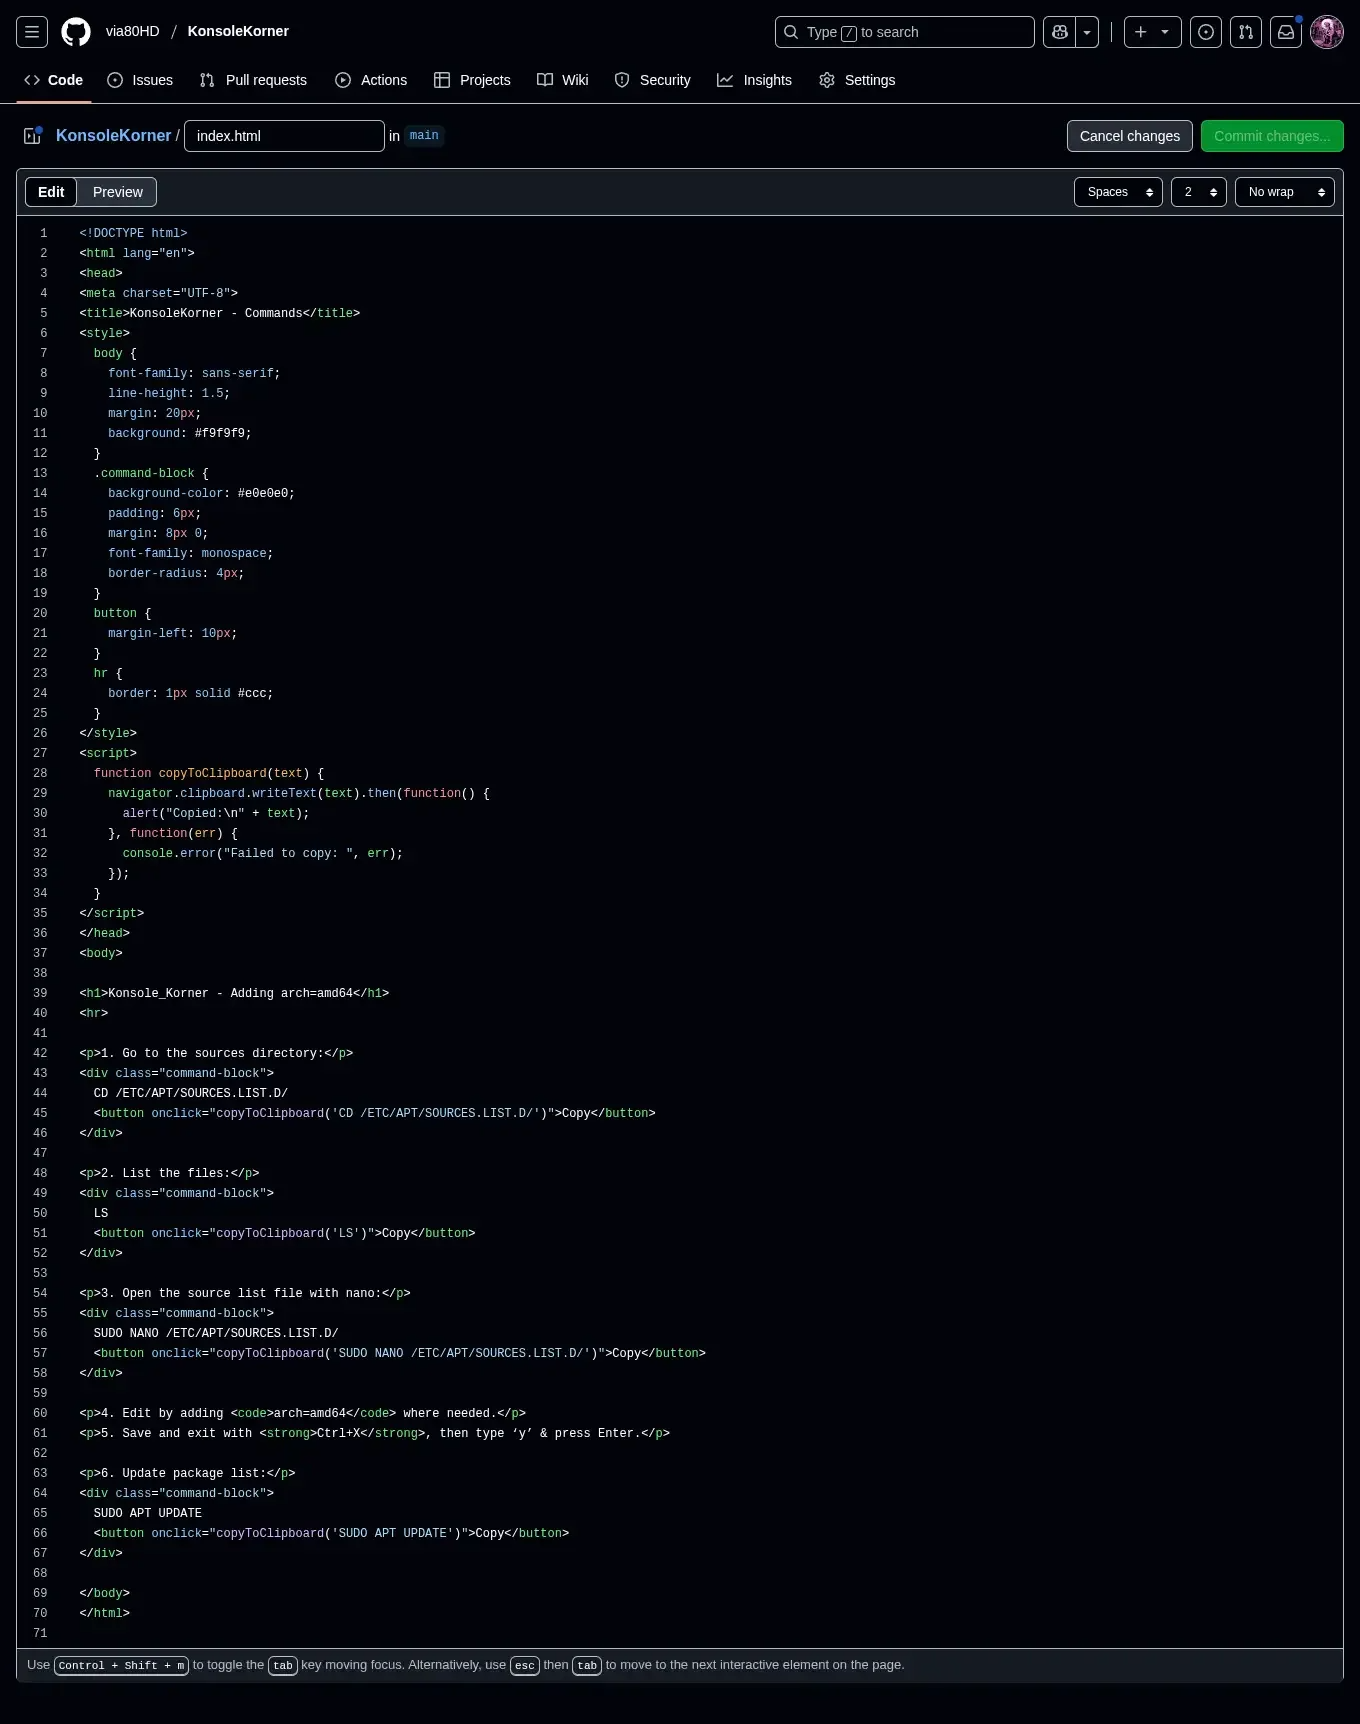 via80HD / KonsoleKorner
Type / to search
Code Issues Pull requests Actions Projects Wiki Security Insights Settings
KonsoleKorner / index.html in main
Cancel changes Commit changes...
Edit Preview
Spaces 2 No wrap
1 <!DOCTYPE html>
2 <html lang="en">
3 <head>
4 <meta charset="UTF-8">
5 <title>KonsoleKorner - Commands</title>
6 <style>
7   body {
8     font-family: sans-serif;
9     line-height: 1.5;
10     margin: 20px;
11     background: #f9f9f9;
12   }
13   .command-block {
14     background-color: #e0e0e0;
15     padding: 6px;
16     margin: 8px 0;
17     font-family: monospace;
18     border-radius: 4px;
19   }
20   button {
21     margin-left: 10px;
22   }
23   hr {
24     border: 1px solid #ccc;
25   }
26 </style>
27 <script>
28   function copyToClipboard(text) {
29     navigator.clipboard.writeText(text).then(function() {
30       alert("Copied:\n" + text);
31     }, function(err) {
32       console.error("Failed to copy: ", err);
33     });
34   }
35 </script>
36 </head>
37 <body>
38
39 <h1>Konsole_Korner - Adding arch=amd64</h1>
40 <hr>
41
42 <p>1. Go to the sources directory:</p>
43 <div class="command-block">
44   CD /ETC/APT/SOURCES.LIST.D/
45   <button onclick="copyToClipboard('CD /ETC/APT/SOURCES.LIST.D/')">Copy</button>
46 </div>
47
48 <p>2. List the files:</p>
49 <div class="command-block">
50   LS
51   <button onclick="copyToClipboard('LS')">Copy</button>
52 </div>
53
54 <p>3. Open the source list file with nano:</p>
55 <div class="command-block">
56   SUDO NANO /ETC/APT/SOURCES.LIST.D/
57   <button onclick="copyToClipboard('SUDO NANO /ETC/APT/SOURCES.LIST.D/')">Copy</button>
58 </div>
59
60 <p>4. Edit by adding <code>arch=amd64</code> where needed.</p>
61 <p>5. Save and exit with <strong>Ctrl+X</strong>, then type ‘y’ & press Enter.</p>
62
63 <p>6. Update package list:</p>
64 <div class="command-block">
65   SUDO APT UPDATE
66   <button onclick="copyToClipboard('SUDO APT UPDATE')">Copy</button>
67 </div>
68
69 </body>
70 </html>
71
Use Control + Shift + m to toggle the tab key moving focus. Alternatively, use esc then tab to move to the next interactive element on the page.